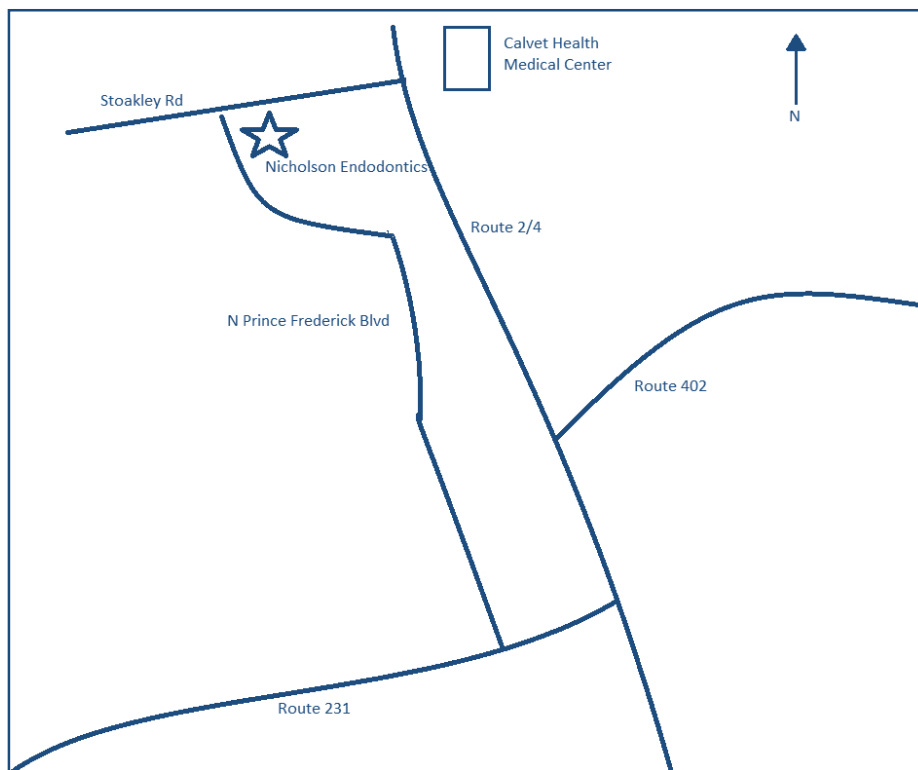 Calvet Health
Medical Center
Stoakley Rd
N
Nicholson Endodontics
Route 2/4
N Prince Frederick Blvd
Route 402
Route 231